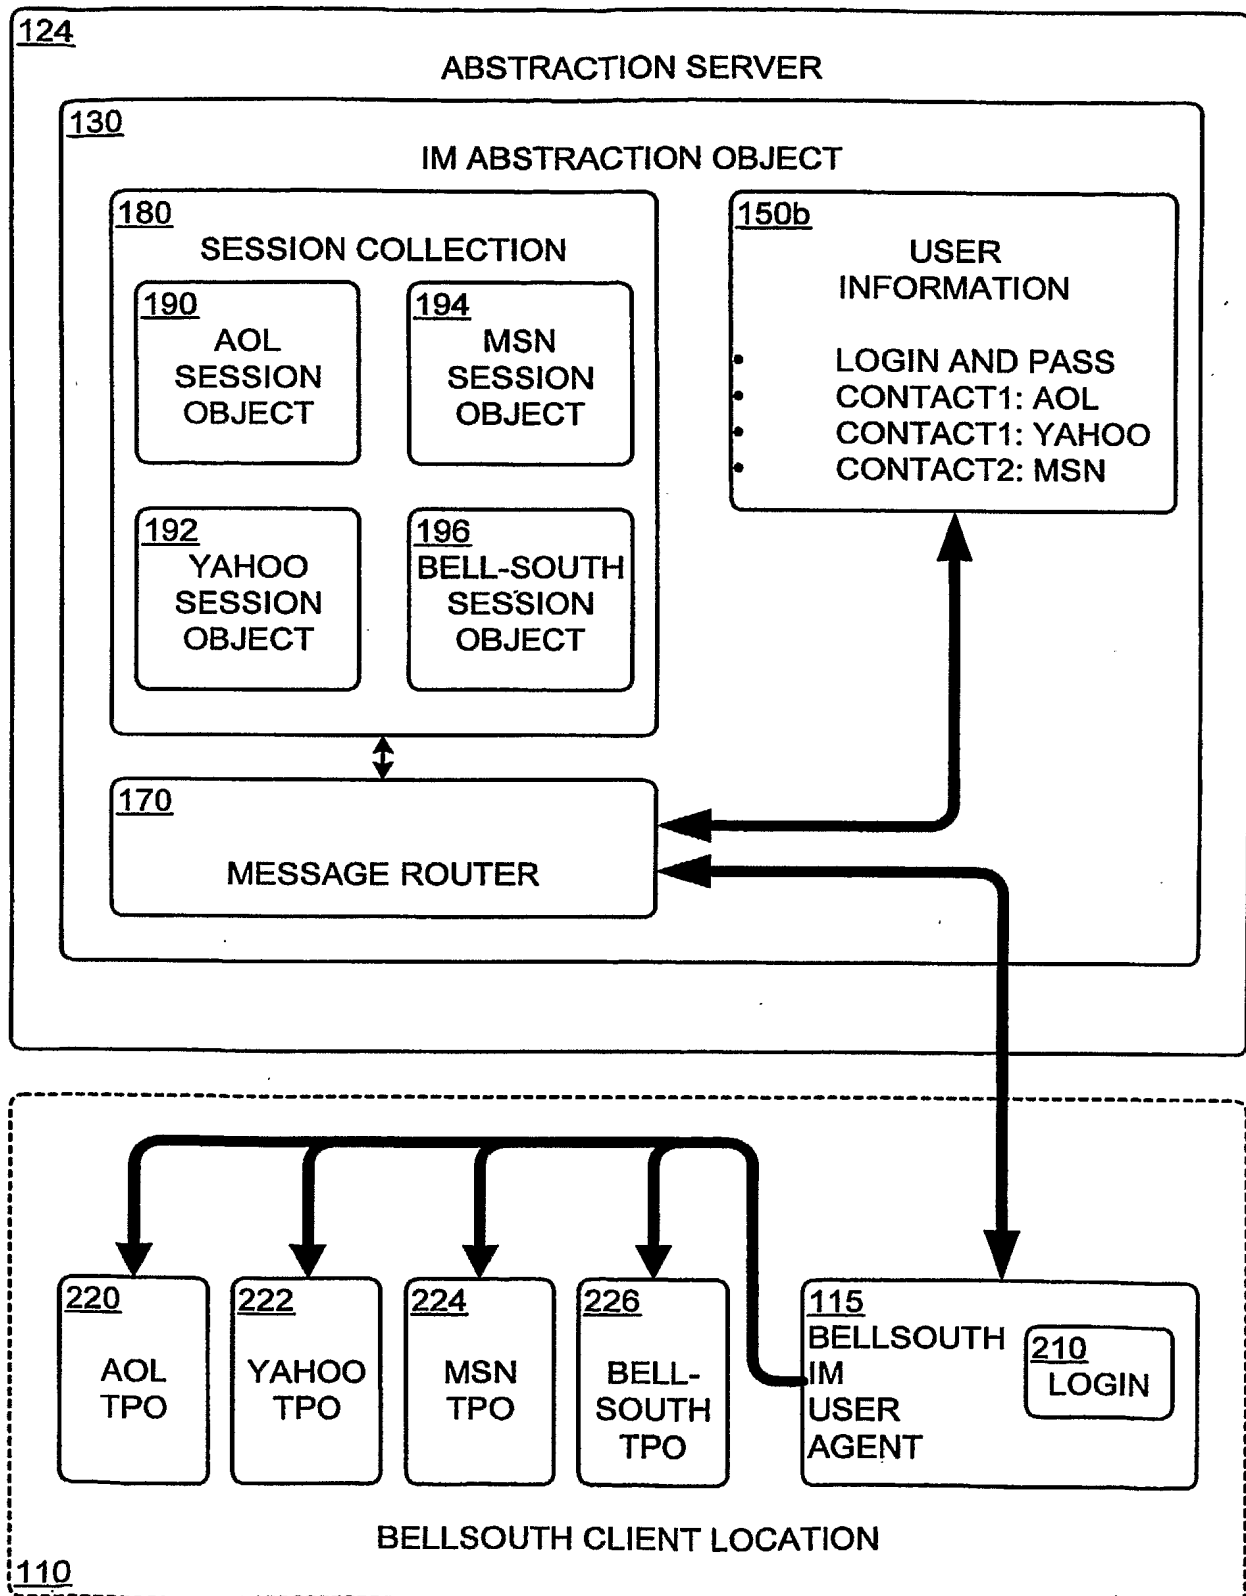 124
ABSTRACTION SERVER
130
IM ABSTRACTION OBJECT
180
SESSION COLLECTION
190
AOL
SESSION
OBJECT
194
MSN
SESSION
OBJECT
192
YAHOO
SESSION
OBJECT
196
BELL-SOUTH
SESSION
OBJECT
150b
USER
INFORMATION
• LOGIN AND PASS
• CONTACT1: AOL
• CONTACT1: YAHOO
• CONTACT2: MSN
170
MESSAGE ROUTER
220
AOL
TPO
222
YAHOO
TPO
224
MSN
TPO
226
BELL-
SOUTH
TPO
115
BELLSOUTH
IM
USER
AGENT
210
LOGIN
BELLSOUTH CLIENT LOCATION
110